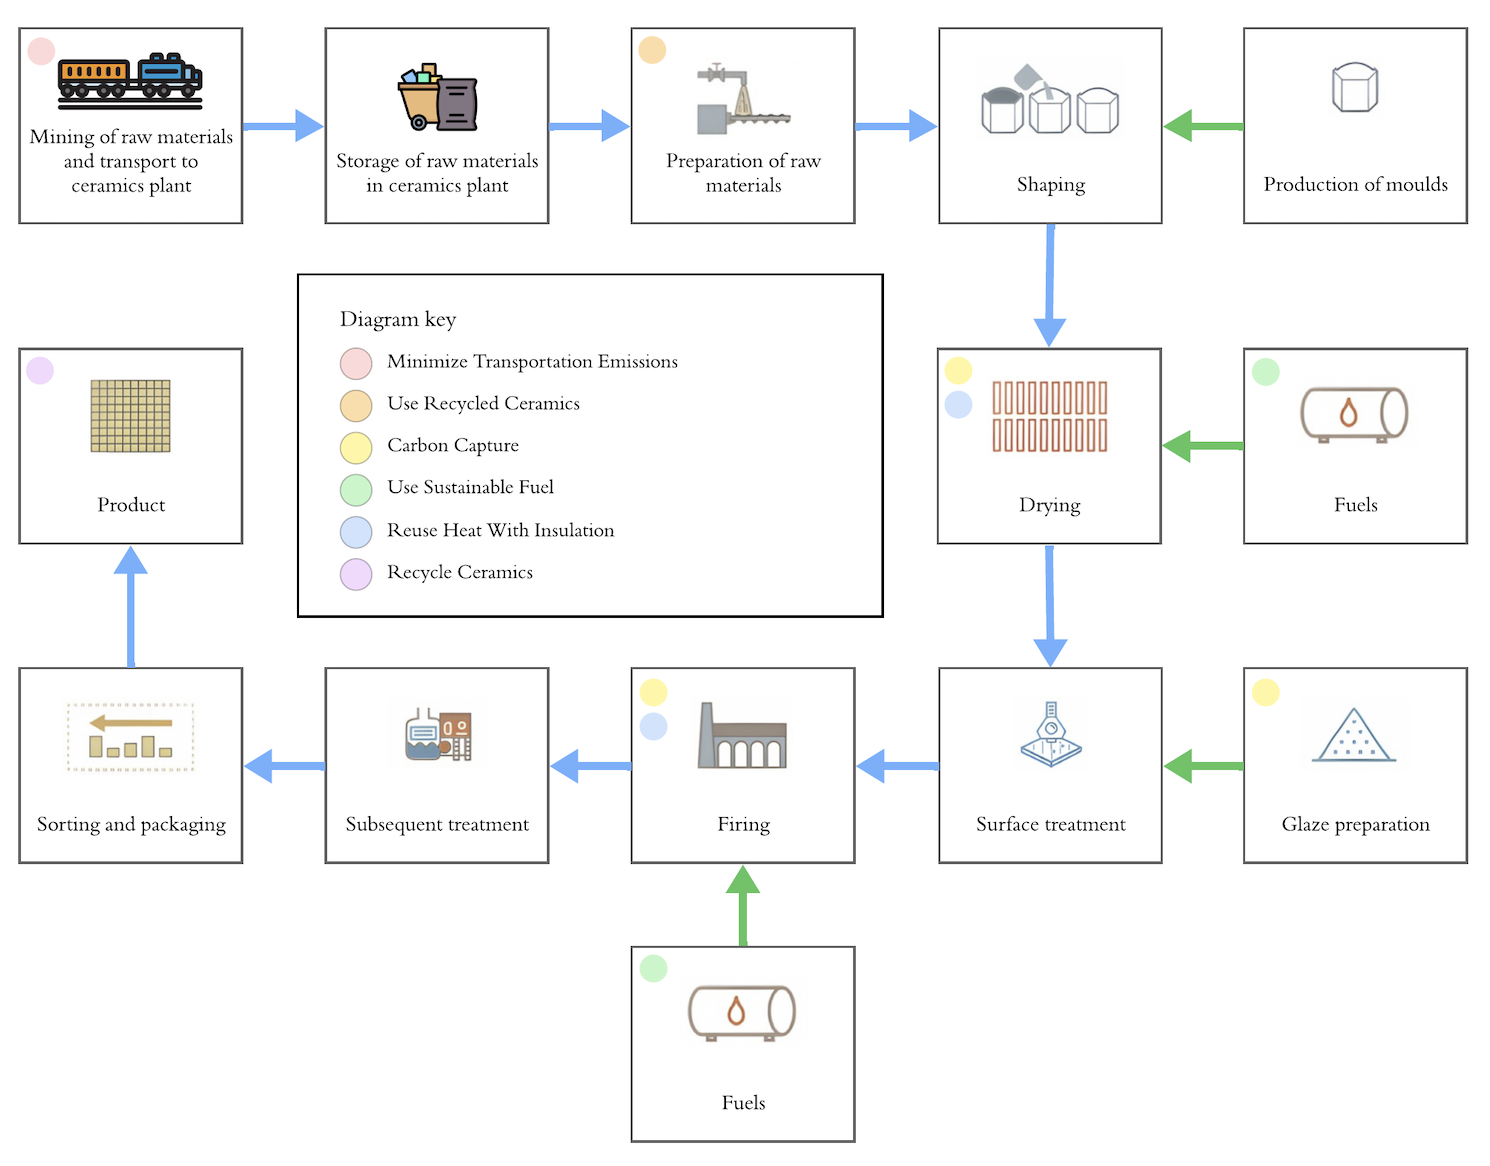 Mining of raw materials
and transport to
ceramics plant
Storage of raw materials
in ceramics plant
Preparation of raw
materials
Shaping
Production of moulds
Diagram key
Minimize Transportation Emissions
Use Recycled Ceramics
Carbon Capture
Use Sustainable Fuel
Reuse Heat With Insulation
Recycle Ceramics
Product
Drying
Fuels
Sorting and packaging
Subsequent treatment
Firing
Surface treatment
Glaze preparation
Fuels